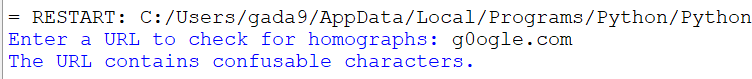 = RESTART: C:/Users/gada9/AppData/Local/Programs/Python/Python
Enter a URL to check for homographs: g0ogle.com
The URL contains confusable characters.